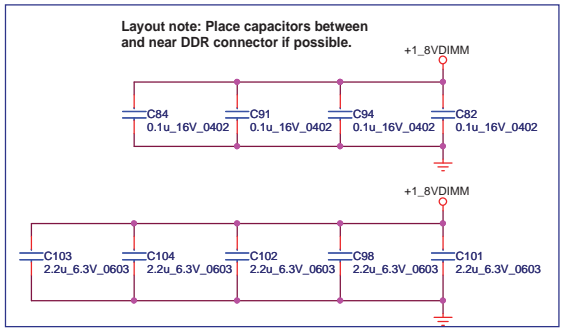 Layout note: Place capacitors between
and near DDR connector if possible.
+1_8VDIMM
C84 C91 C94 C82
0.1u_16V_0402 0.1u_16V_0402 0.1u_16V_0402 0.1u_16V_0402
+1_8VDIMM
C103 C104 C102 C98 C101
2.2u_6.3V_0603 2.2u_6.3V_0603 2.2u_6.3V_0603 2.2u_6.3V_0603 2.2u_6.3V_0603